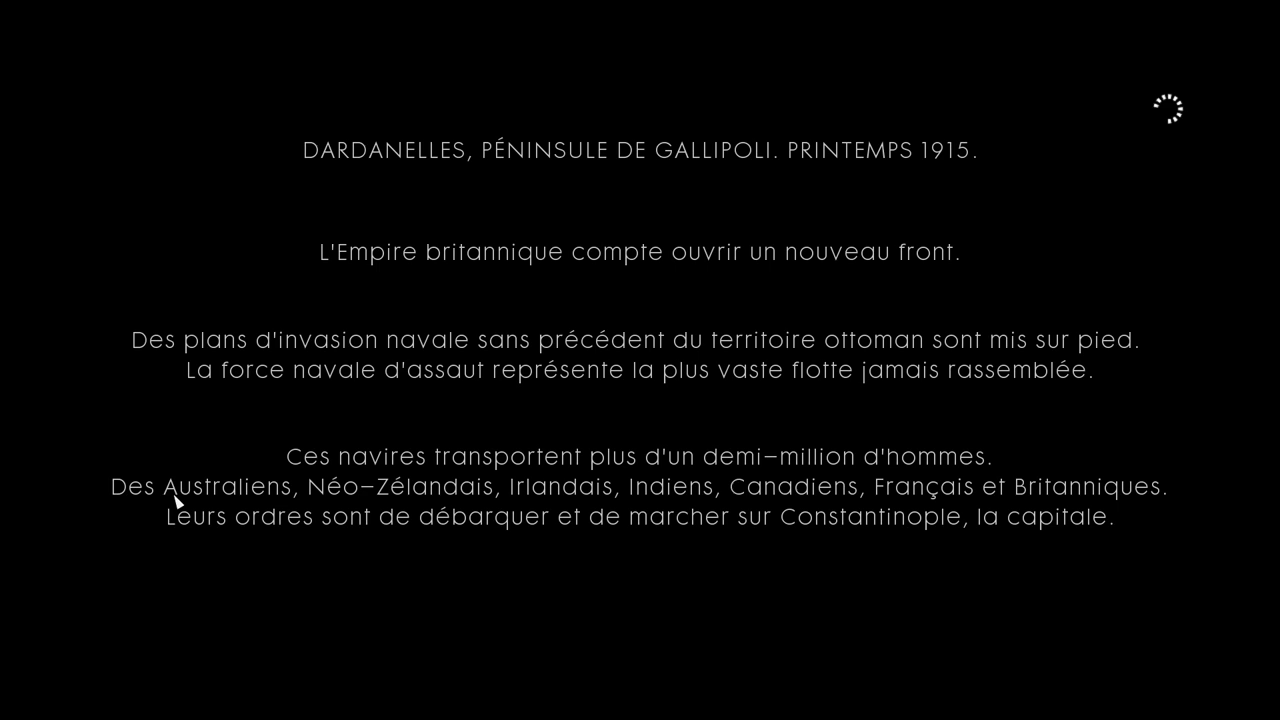 DARDANELLES, PÉNINSULE DE GALLIPOLI. PRINTEMPS 1915.
L'Empire britannique compte ouvrir un nouveau front.
Des plans d'invasion navale sans précédent du territoire ottoman sont mis sur pied.
La force navale d'assaut représente la plus vaste flotte jamais rassemblée.
Ces navires transportent plus d'un demi-million d'hommes.
Des Australiens, Néo-Zélandais, Irlandais, Indiens, Canadiens, Français et Britanniques.
Leurs ordres sont de débarquer et de marcher sur Constantinople, la capitale.